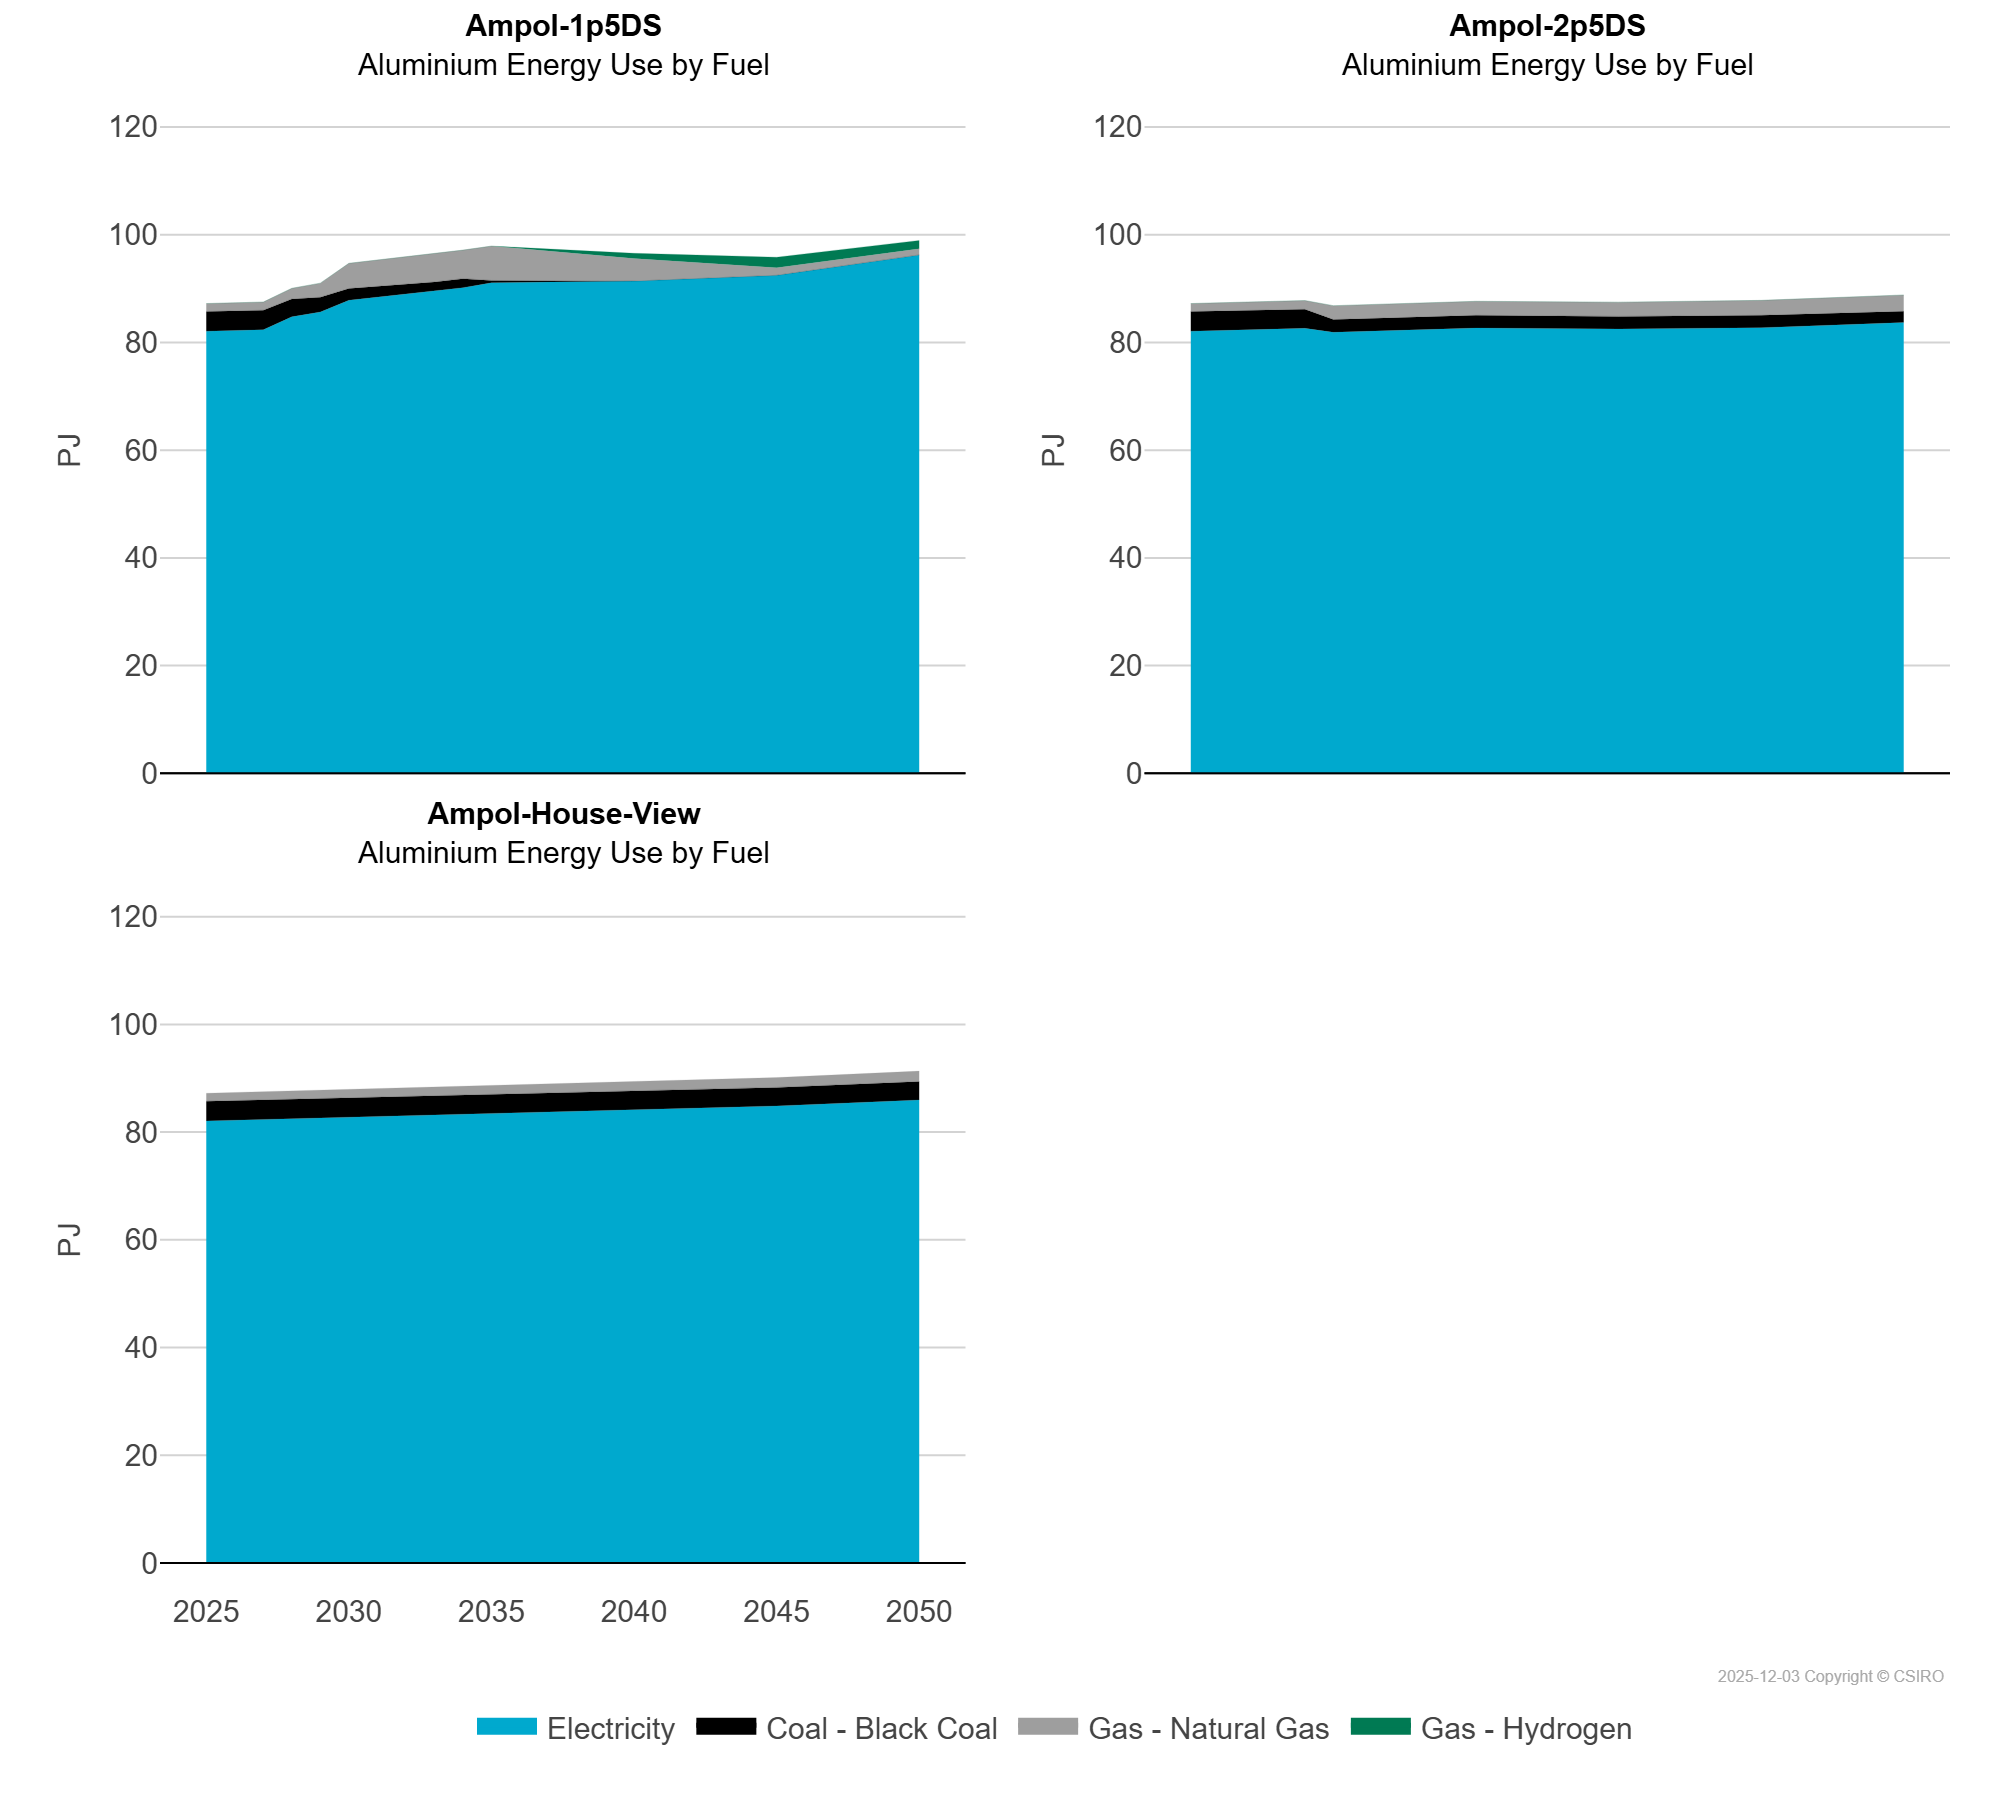 Ampol-1p5DS
Aluminium Energy Use by Fuel
120
100
80
60
40
20
0
PJ
Ampol-2p5DS
Aluminium Energy Use by Fuel
120
100
80
60
40
20
0
PJ
Ampol-House-View
Aluminium Energy Use by Fuel
120
100
80
60
40
20
0
PJ
2025 2030 2035 2040 2045 2050
2025-12-03 Copyright © CSIRO
Electricity Coal - Black Coal Gas - Natural Gas Gas - Hydrogen